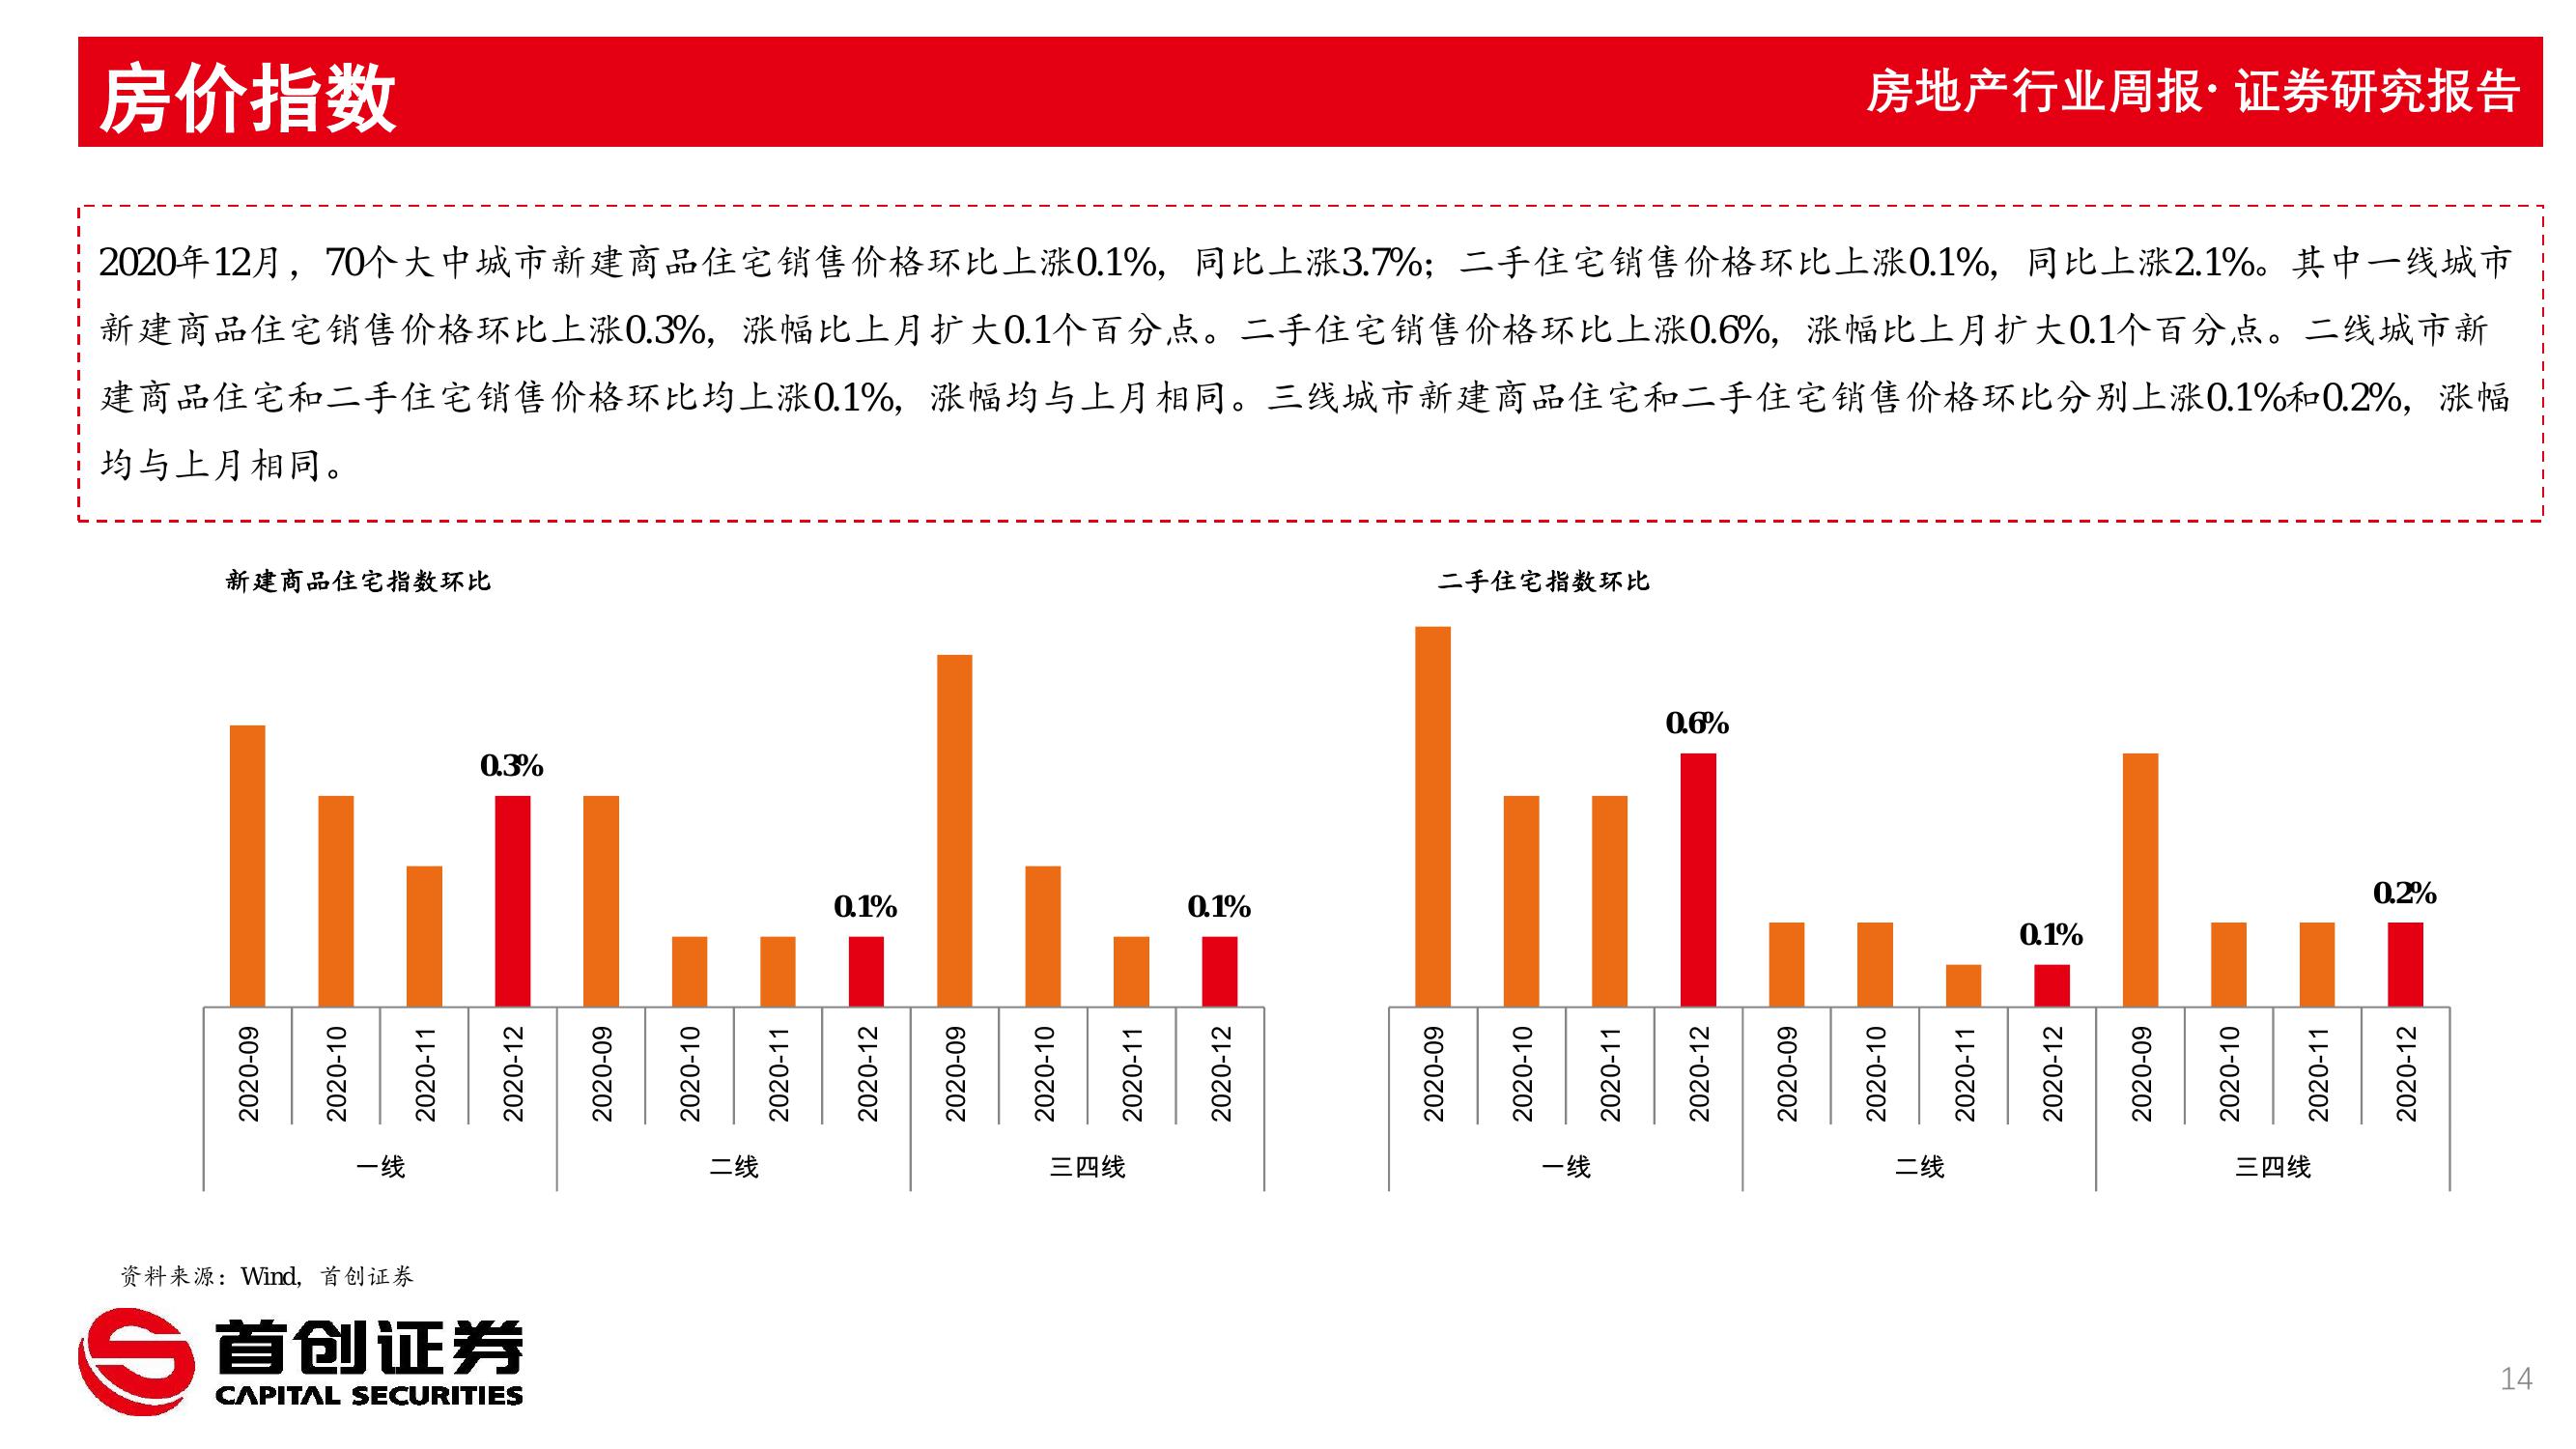 房价指数
房地产行业周报· 证券研究报告
2020年12月，70个大中城市新建商品住宅销售价格环比上涨0.1%，同比上涨3.7%；二手住宅销售价格环比上涨0.1%，同比上涨2.1%。其中一线城市
新建商品住宅销售价格环比上涨0.3%，涨幅比上月扩大0.1个百分点。二手住宅销售价格环比上涨0.6%，涨幅比上月扩大0.1个百分点。二线城市新
建商品住宅和二手住宅销售价格环比均上涨0.1%，涨幅均与上月相同。三线城市新建商品住宅和二手住宅销售价格环比分别上涨0.1%和0.2%，涨幅
均与上月相同。
新建商品住宅指数环比
0.3%
0.1%
0.1%
2020-09
2020-10
2020-11
2020-12
2020-09
2020-10
2020-11
2020-12
2020-09
2020-10
2020-11
2020-12
一线
二线
三四线
二手住宅指数环比
0.6%
0.1%
0.2%
2020-09
2020-10
2020-11
2020-12
2020-09
2020-10
2020-11
2020-12
2020-09
2020-10
2020-11
2020-12
一线
二线
三四线
资料来源：Wind，首创证券
首创证券
CAPITAL SECURITIES
14